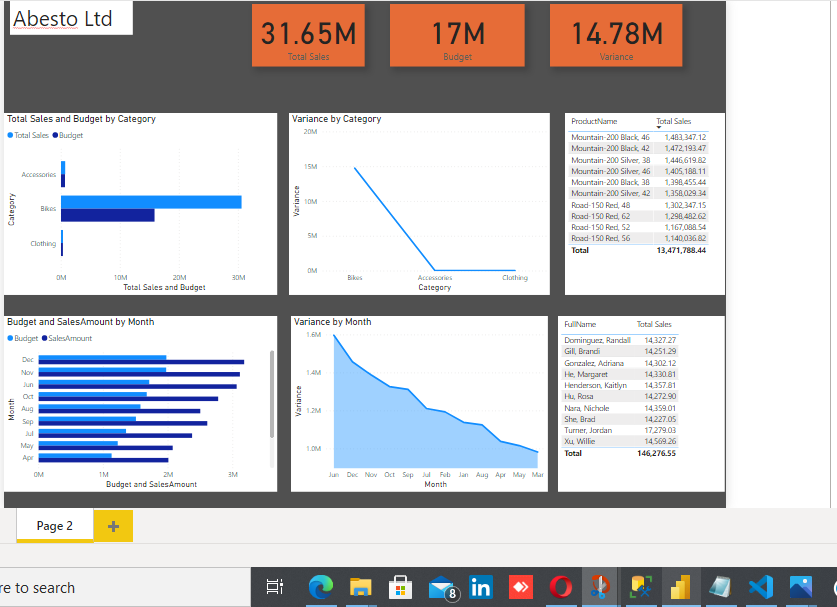 Abesto Ltd
31.65M
Total Sales
17M
Budget
14.78M
Variance
Total Sales and Budget by Category
Total Sales Budget
Category
Accessories
Bikes
Clothing
0M 10M 20M 30M
Total Sales and Budget
Variance by Category
Variance
20M
15M
10M
5M
0M
Bikes Accessories Clothing
Category
ProductName Total Sales
Mountain-200 Black, 46 1,483,347.12
Mountain-200 Black, 42 1,472,193.47
Mountain-200 Silver, 38 1,446,619.82
Mountain-200 Silver, 46 1,405,188.11
Mountain-200 Black, 38 1,398,455.44
Mountain-200 Silver, 42 1,358,029.34
Road-150 Red, 48 1,302,347.15
Road-150 Red, 62 1,298,482.62
Road-150 Red, 52 1,167,088.54
Road-150 Red, 56 1,140,036.82
Total 13,471,788.44
Budget and SalesAmount by Month
Budget SalesAmount
Month
Dec
Nov
Jun
Oct
Aug
Sep
Jul
May
Apr
0M 1M 2M 3M
Budget and SalesAmount
Variance by Month
Variance
1.6M
1.4M
1.2M
1.0M
Jun Dec Nov Oct Sep Jul Feb Jan Aug Apr May Mar
Month
FullName Total Sales
Dominguez, Randall 14,327.27
Gill, Brandi 14,251.29
Gonzalez, Adriana 14,302.12
He, Margaret 14,330.81
Henderson, Kaitlyn 14,357.81
Hu, Rosa 14,272.90
Nara, Nichole 14,359.01
She, Brad 14,227.05
Turner, Jordan 17,279.03
Xu, Willie 14,569.26
Total 146,276.55
Page 2 +
re to search
8
in